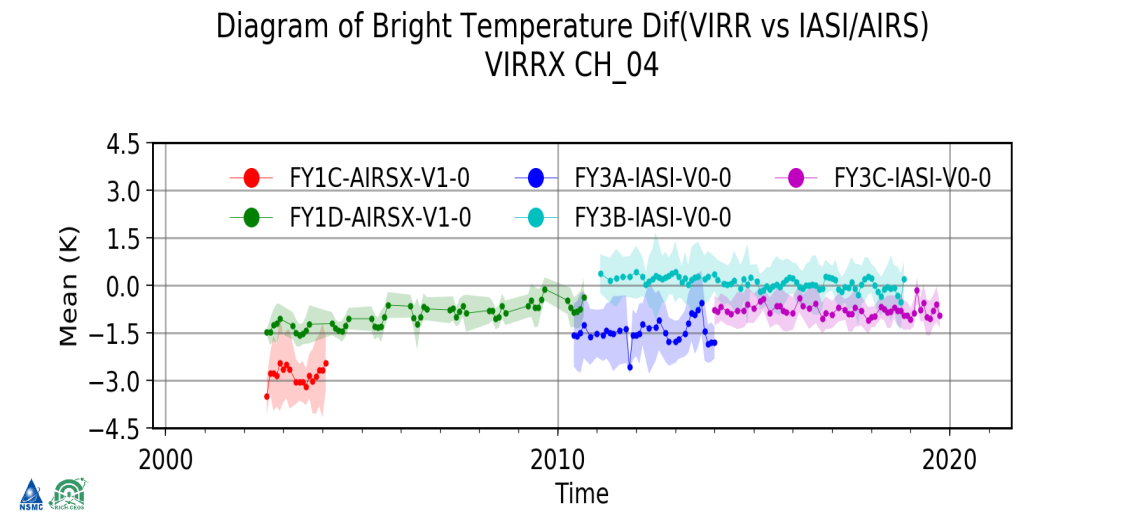 Diagram of Bright Temperature Dif(VIRR vs IASI/AIRS)
VIRRX CH_04
4.5
3.0
1.5
0.0
−1.5
−3.0
−4.5
Mean (K)
FY1C-AIRSX-V1-0
FY3A-IASI-V0-0
FY3C-IASI-V0-0
FY1D-AIRSX-V1-0
FY3B-IASI-V0-0
2000
2010
2020
Time
NSMC